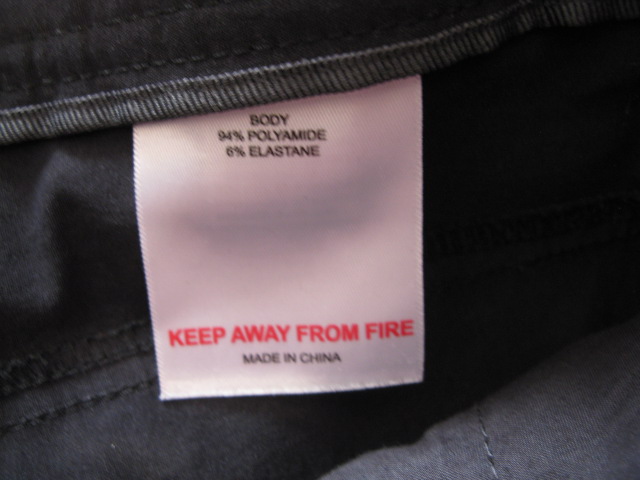 BODY
94% POLYAMIDE
6% ELASTANE
KEEP AWAY FROM FIRE
MADE IN CHINA